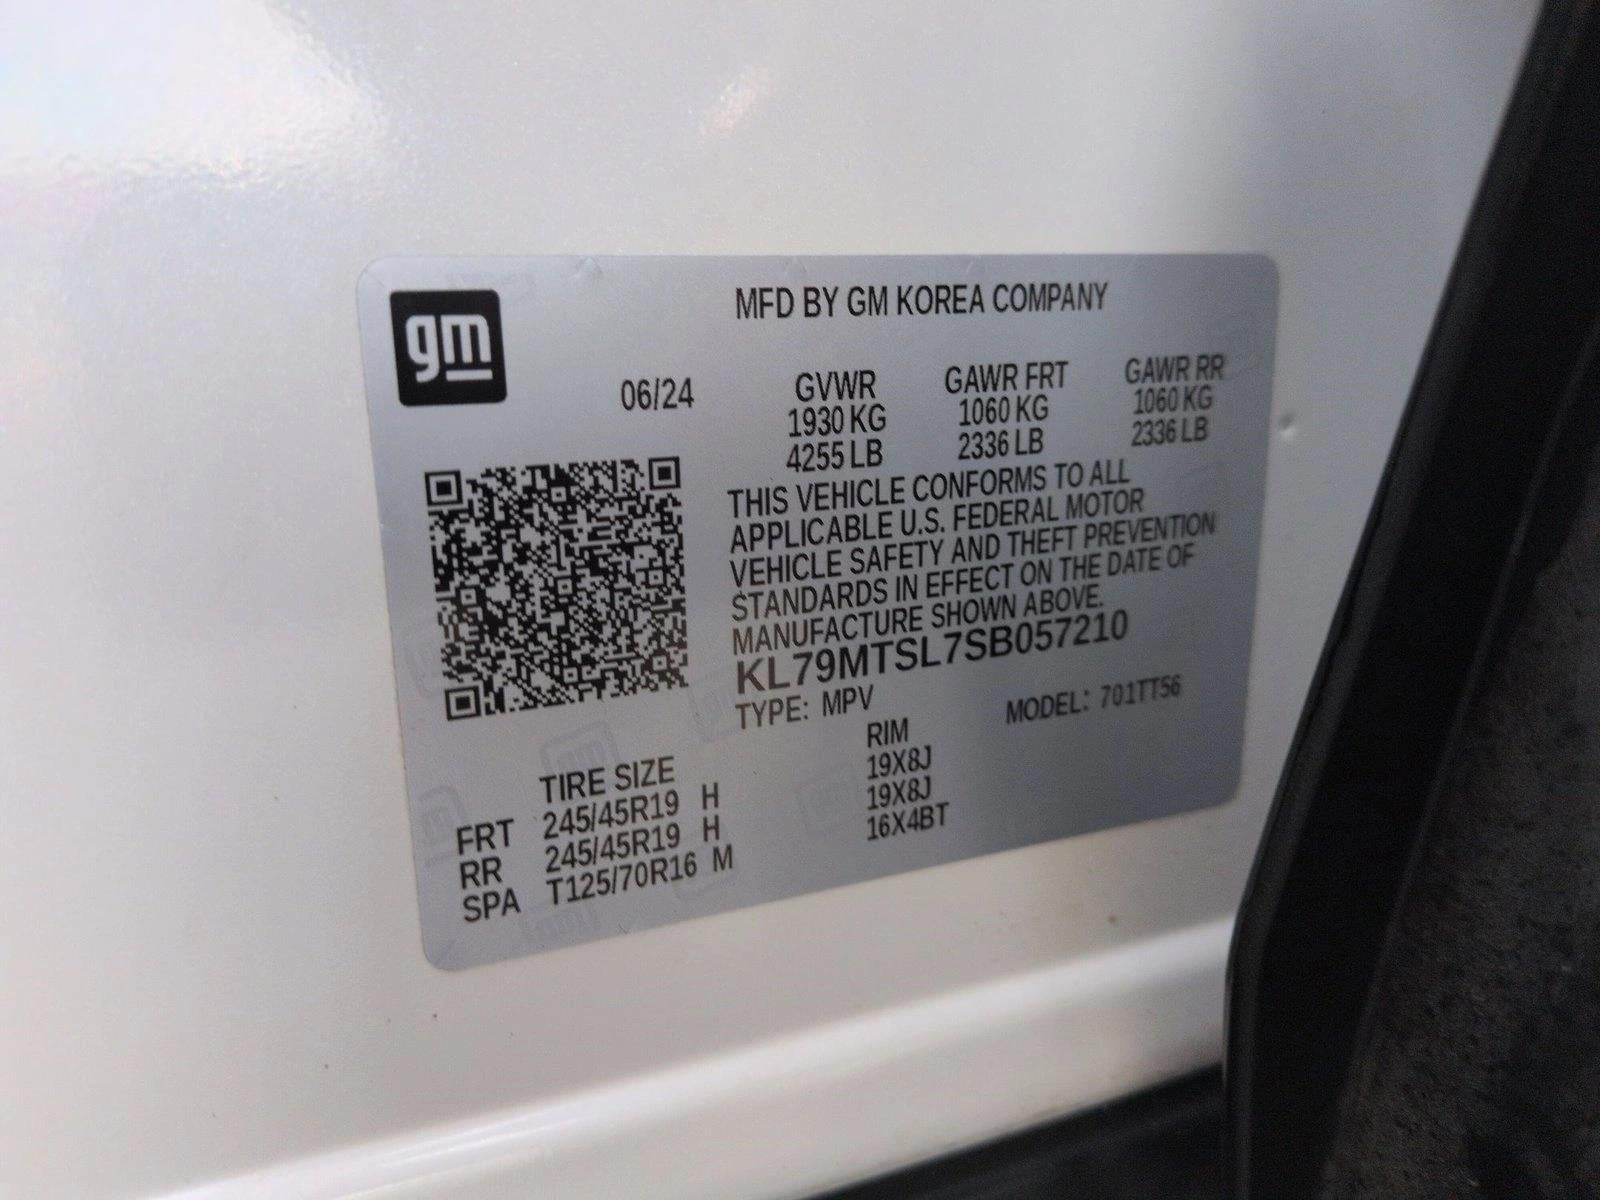 gm
MFD BY GM KOREA COMPANY
06/24 GVWR GAWR FRT GAWR RR
1930 KG 1060 KG 1060 KG
4255 LB 2336 LB 2336 LB
THIS VEHICLE CONFORMS TO ALL
APPLICABLE U.S. FEDERAL MOTOR
VEHICLE SAFETY AND THEFT PREVENTION
STANDARDS IN EFFECT ON THE DATE OF
MANUFACTURE SHOWN ABOVE.
KL79MTSL7SB057210
TYPE: MPV MODEL: 701TT56
TIRE SIZE RIM
FRT 245/45R19 H 19X8J
RR 245/45R19 H 19X8J
SPA T125/70R16 M 16X4BT